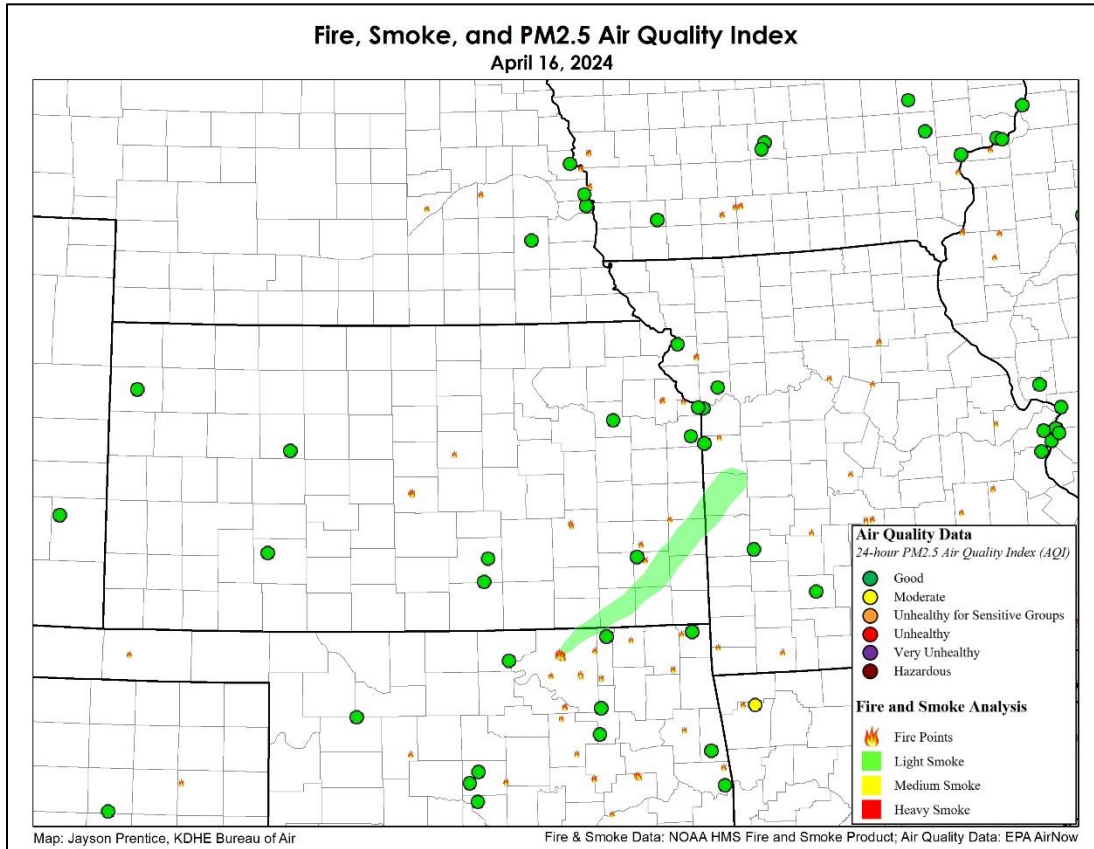 Fire, Smoke, and PM2.5 Air Quality Index
April 16, 2024
Air Quality Data
24-hour PM2.5 Air Quality Index (AQI)
Good
Moderate
Unhealthy for Sensitive Groups
Unhealthy
Very Unhealthy
Hazardous
Fire and Smoke Analysis
Fire Points
Light Smoke
Medium Smoke
Heavy Smoke
Map: Jayson Prentice, KDHE Bureau of Air
Fire & Smoke Data: NOAA HMS Fire and Smoke Product; Air Quality Data: EPA AirNow